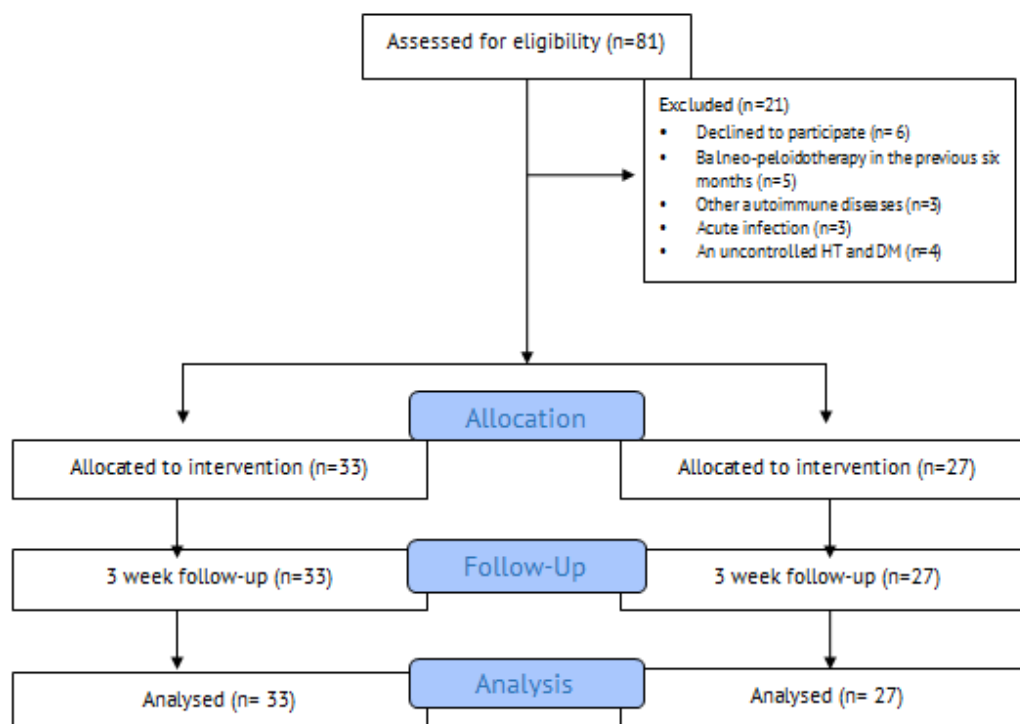 Assessed for eligibility (n=81)
Excluded (n=21)
• Declined to participate (n= 6)
• Balneo-peloidotherapy in the previous six
months (n=5)
• Other autoimmune diseases (n=3)
• Acute infection (n=3)
• An uncontrolled HT and DM (n=4)
Allocation
Allocated to intervention (n=33)
Allocated to intervention (n=27)
Follow-Up
3 week follow-up (n=33)
3 week follow-up (n=27)
Analysis
Analysed (n= 33)
Analysed (n= 27)